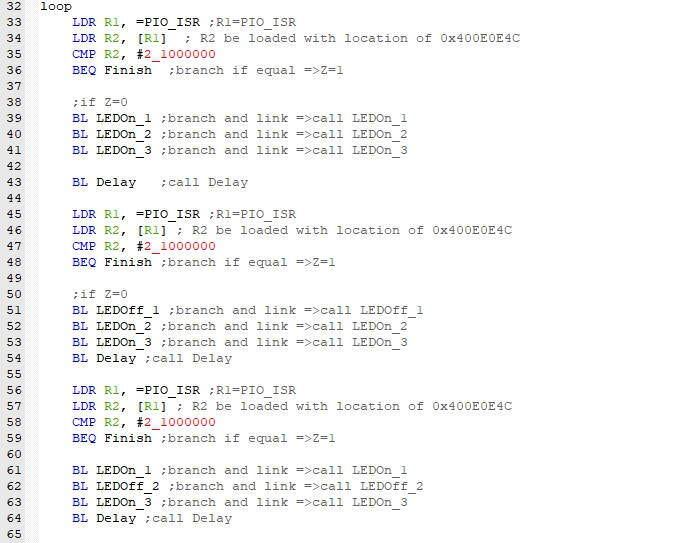 32 loop
33 LDR R1, =PIO_ISR ;R1=PIO_ISR
34 LDR R2, [R1] ; R2 be loaded with location of 0x400E0E4C
35 CMP R2, #2_1000000
36 BEQ Finish ;branch if equal =>Z=1
37
38 ;if Z=0
39 BL LEDOn_1 ;branch and link =>call LEDOn_1
40 BL LEDOn_2 ;branch and link =>call LEDOn_2
41 BL LEDOn_3 ;branch and link =>call LEDOn_3
42
43 BL Delay ;call Delay
44
45 LDR R1, =PIO_ISR ;R1=PIO_ISR
46 LDR R2, [R1] ; R2 be loaded with location of 0x400E0E4C
47 CMP R2, #2_1000000
48 BEQ Finish ;branch if equal =>Z=1
49
50 ;if Z=0
51 BL LEDOff_1 ;branch and link =>call LEDOff_1
52 BL LEDOn_2 ;branch and link =>call LEDOn_2
53 BL LEDOn_3 ;branch and link =>call LEDOn_3
54 BL Delay ;call Delay
55
56 LDR R1, =PIO_ISR ;R1=PIO_ISR
57 LDR R2, [R1] ; R2 be loaded with location of 0x400E0E4C
58 CMP R2, #2_1000000
59 BEQ Finish ;branch if equal =>Z=1
60
61 BL LEDOn_1 ;branch and link =>call LEDOn_1
62 BL LEDOff_2 ;branch and link =>call LEDOff_2
63 BL LEDOn_3 ;branch and link =>call LEDOn_3
64 BL Delay ;call Delay
65